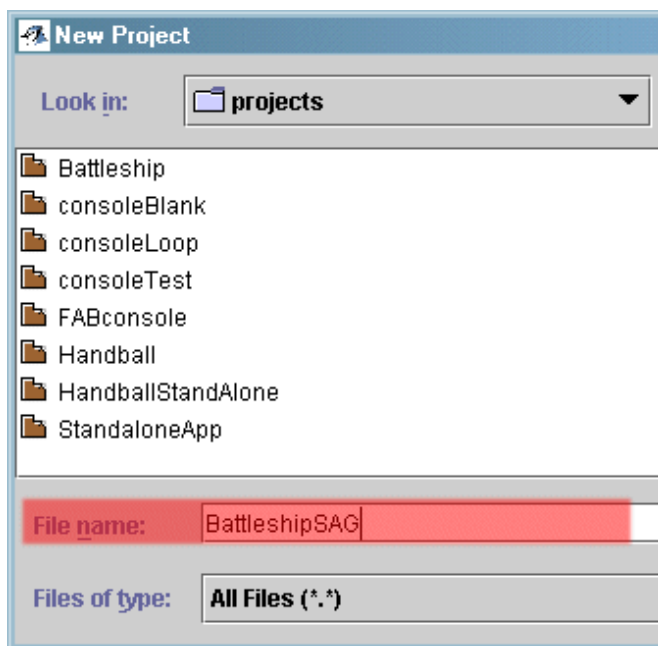 New Project
Look in: projects
Battleship
consoleBlank
consoleLoop
consoleTest
FABconsole
Handball
HandballStandAlone
StandaloneApp
File name: BattleshipSAG
Files of type: All Files (*.*)